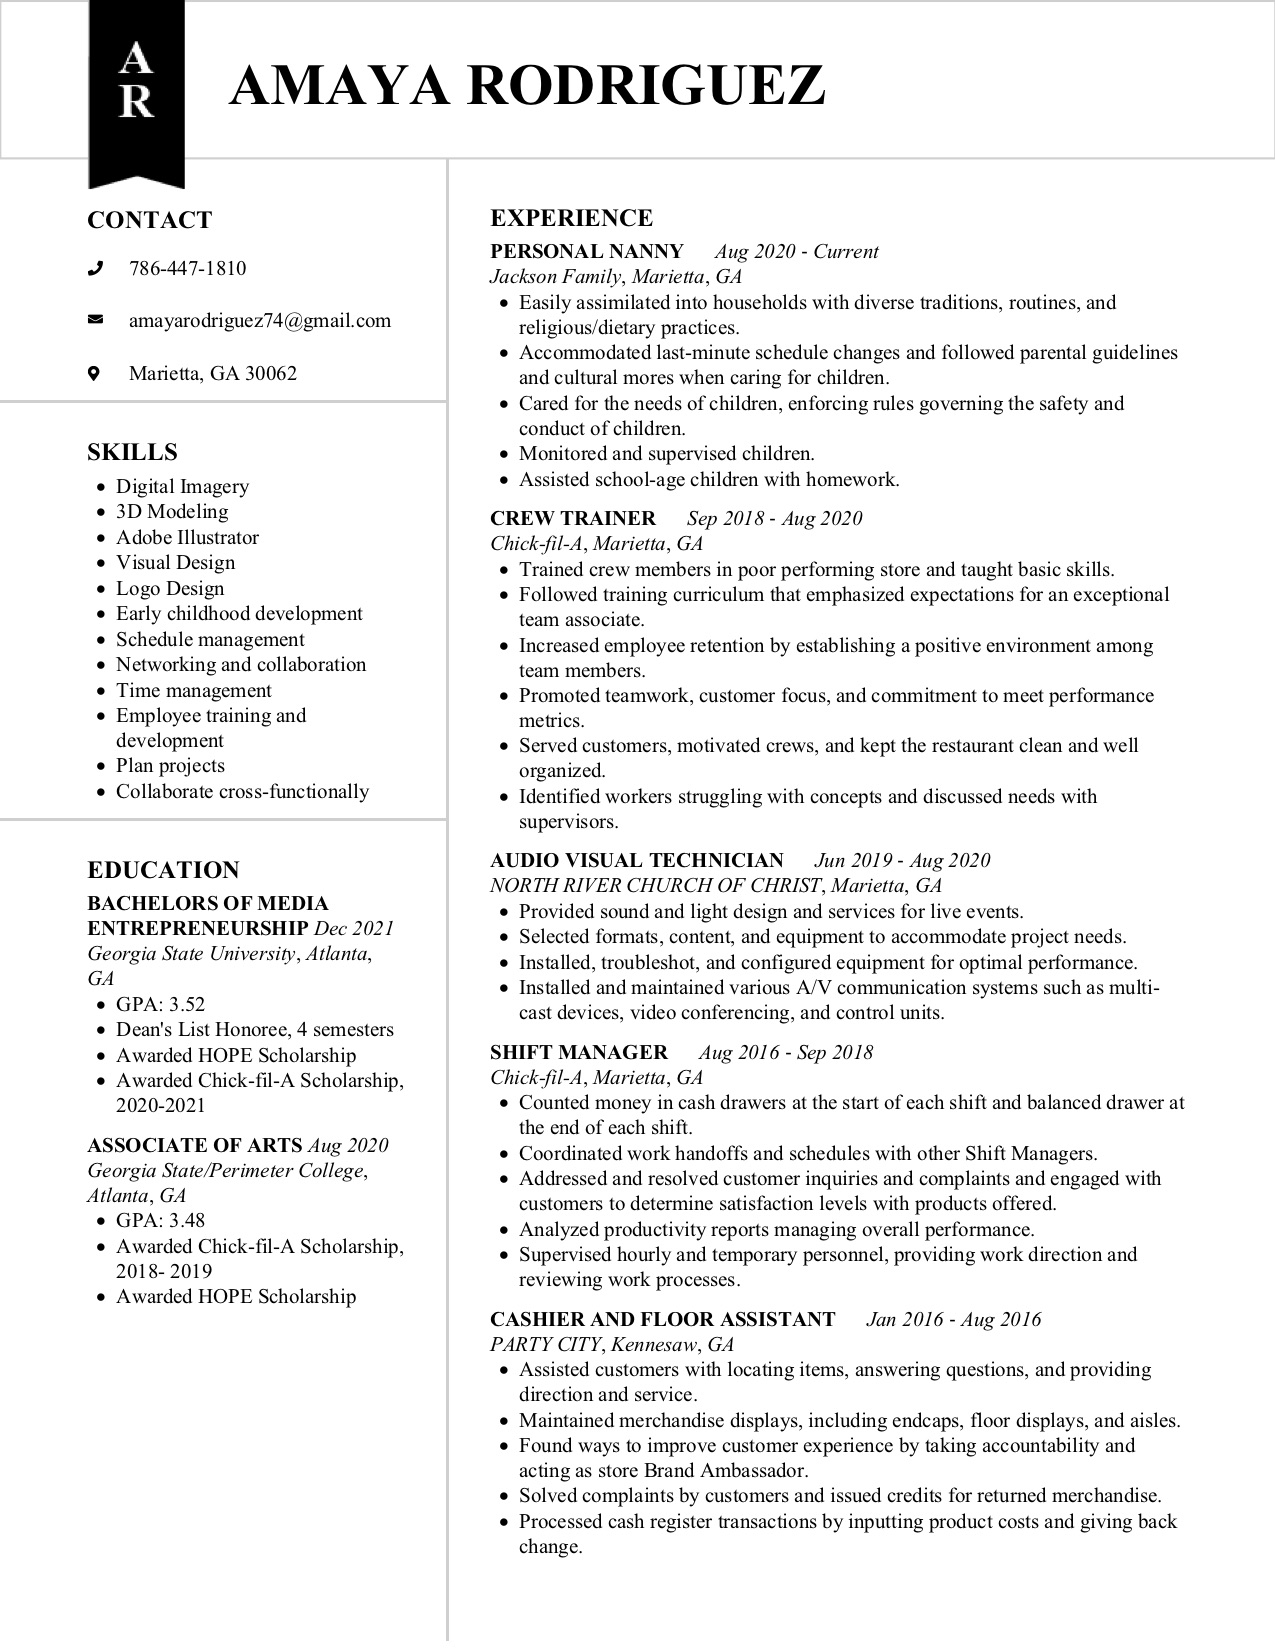 A
R
AMAYA RODRIGUEZ
CONTACT
786-447-1810
amayarodriguez74@gmail.com
Marietta, GA 30062
SKILLS
• Digital Imagery
• 3D Modeling
• Adobe Illustrator
• Visual Design
• Logo Design
• Early childhood development
• Schedule management
• Networking and collaboration
• Time management
• Employee training and
development
• Plan projects
• Collaborate cross-functionally
EDUCATION
BACHELORS OF MEDIA
ENTREPRENEURSHIP Dec 2021
Georgia State University, Atlanta,
GA
• GPA: 3.52
• Dean's List Honoree, 4 semesters
• Awarded HOPE Scholarship
• Awarded Chick-fil-A Scholarship,
2020-2021
ASSOCIATE OF ARTS Aug 2020
Georgia State/Perimeter College,
Atlanta, GA
• GPA: 3.48
• Awarded Chick-fil-A Scholarship,
2018- 2019
• Awarded HOPE Scholarship
EXPERIENCE
PERSONAL NANNY Aug 2020 - Current
Jackson Family, Marietta, GA
• Easily assimilated into households with diverse traditions, routines, and
religious/dietary practices.
• Accommodated last-minute schedule changes and followed parental guidelines
and cultural mores when caring for children.
• Cared for the needs of children, enforcing rules governing the safety and
conduct of children.
• Monitored and supervised children.
• Assisted school-age children with homework.
CREW TRAINER Sep 2018 - Aug 2020
Chick-fil-A, Marietta, GA
• Trained crew members in poor performing store and taught basic skills.
• Followed training curriculum that emphasized expectations for an exceptional
team associate.
• Increased employee retention by establishing a positive environment among
team members.
• Promoted teamwork, customer focus, and commitment to meet performance
metrics.
• Served customers, motivated crews, and kept the restaurant clean and well
organized.
• Identified workers struggling with concepts and discussed needs with
supervisors.
AUDIO VISUAL TECHNICIAN Jun 2019 - Aug 2020
NORTH RIVER CHURCH OF CHRIST, Marietta, GA
• Provided sound and light design and services for live events.
• Selected formats, content, and equipment to accommodate project needs.
• Installed, troubleshot, and configured equipment for optimal performance.
• Installed and maintained various A/V communication systems such as multi-
cast devices, video conferencing, and control units.
SHIFT MANAGER Aug 2016 - Sep 2018
Chick-fil-A, Marietta, GA
• Counted money in cash drawers at the start of each shift and balanced drawer at
the end of each shift.
• Coordinated work handoffs and schedules with other Shift Managers.
• Addressed and resolved customer inquiries and complaints and engaged with
customers to determine satisfaction levels with products offered.
• Analyzed productivity reports managing overall performance.
• Supervised hourly and temporary personnel, providing work direction and
reviewing work processes.
CASHIER AND FLOOR ASSISTANT Jan 2016 - Aug 2016
PARTY CITY, Kennesaw, GA
• Assisted customers with locating items, answering questions, and providing
direction and service.
• Maintained merchandise displays, including endcaps, floor displays, and aisles.
• Found ways to improve customer experience by taking accountability and
acting as store Brand Ambassador.
• Solved complaints by customers and issued credits for returned merchandise.
• Processed cash register transactions by inputting product costs and giving back
change.